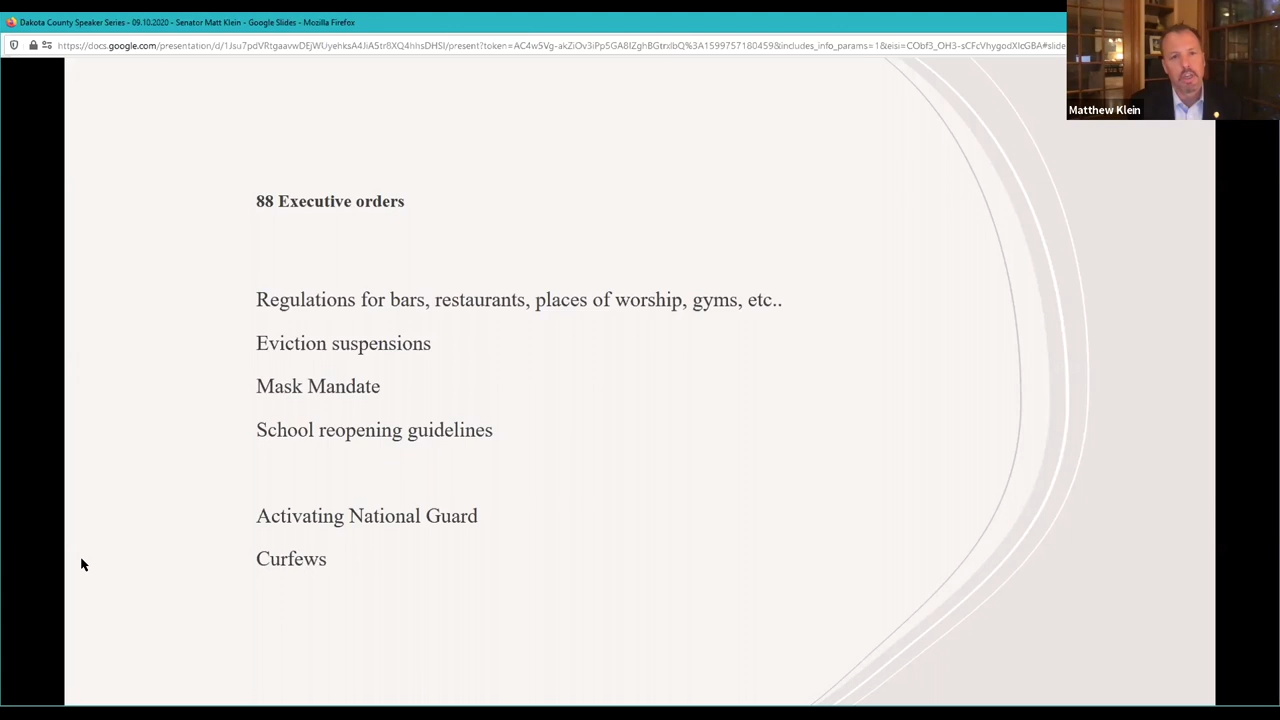 Dakota County Speaker Series - 09.10.2020 - Senator Matt Klein - Google Slides - Mozilla Firefox
Matthew Klein
88 Executive orders
Regulations for bars, restaurants, places of worship, gyms, etc..
Eviction suspensions
Mask Mandate
School reopening guidelines
Activating National Guard
Curfews